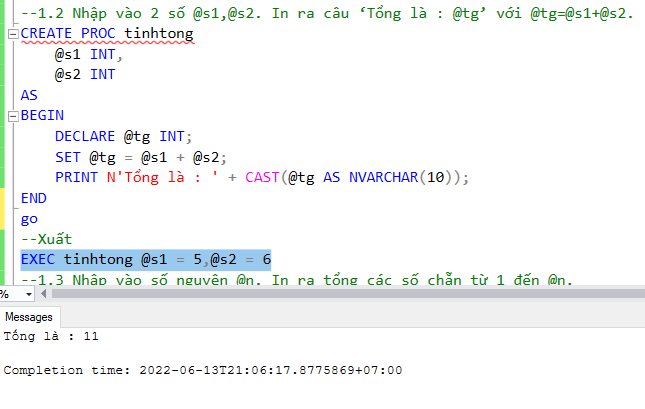 --1.2 Nhập vào 2 số @s1,@s2. In ra câu ‘Tổng là : @tg’ với @tg=@s1+@s2.
CREATE PROC tinhtong
@s1 INT,
@s2 INT
AS
BEGIN
DECLARE @tg INT;
SET @tg = @s1 + @s2;
PRINT N'Tổng là : ' + CAST(@tg AS NVARCHAR(10));
END
go
--Xuất
EXEC tinhtong @s1 = 5,@s2 = 6
--1.3 Nhập vào số nguyên @n. In ra tổng các số chẵn từ 1 đến @n.
%
Messages
Tổng là : 11
Completion time: 2022-06-13T21:06:17.8775869+07:00